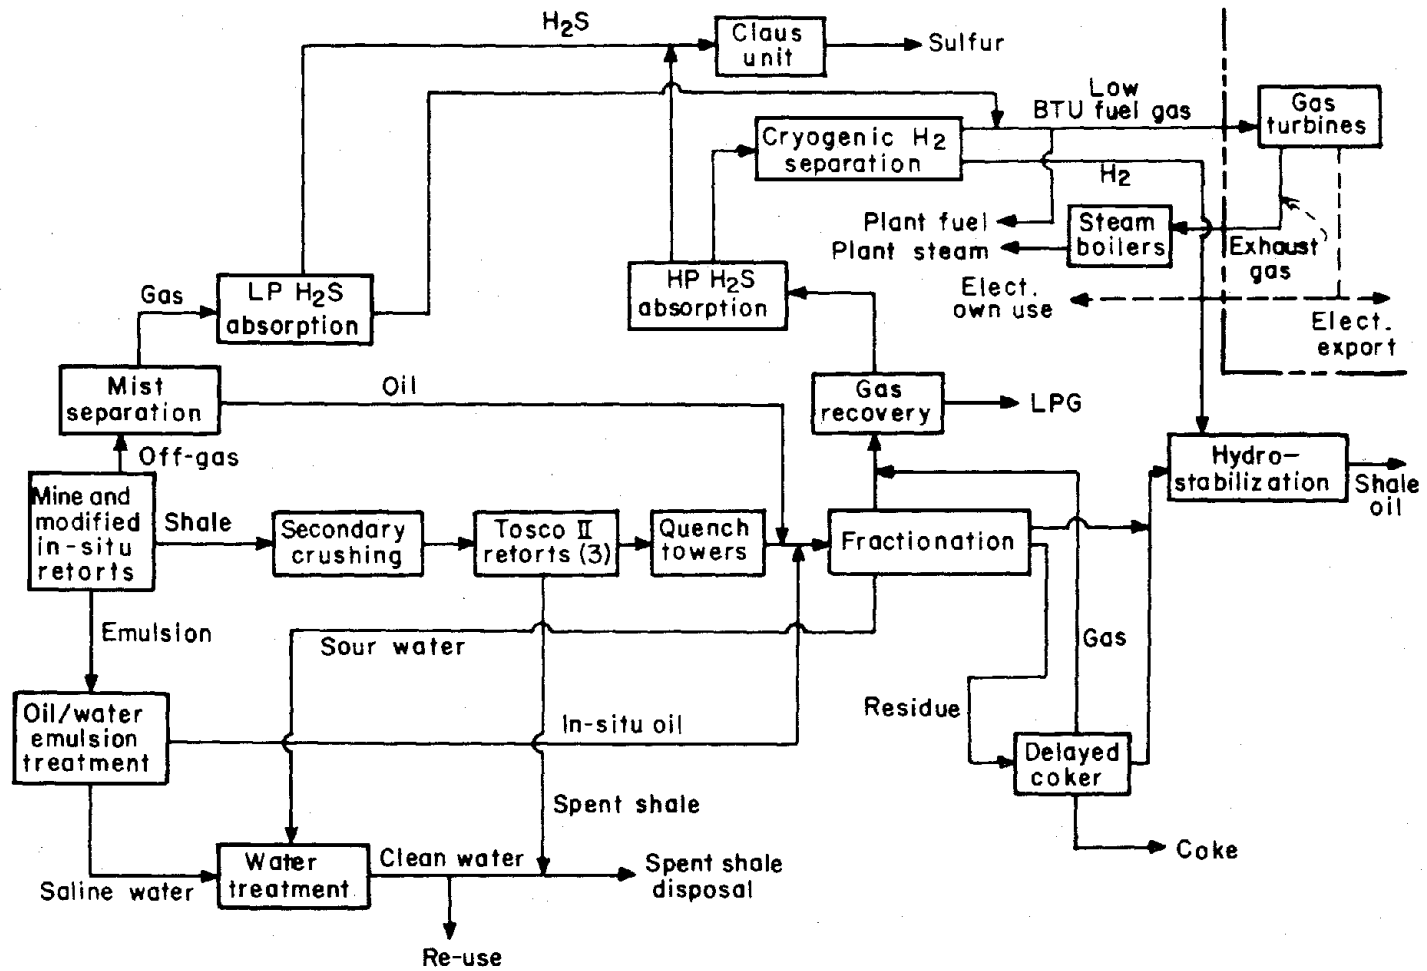 H2S
Claus
unit
Sulfur
Low
BTU fuel gas
Gas
turbines
Cryogenic H2
separation
H2
Plant fuel
Plant steam
Steam
boilers
Exhaust
gas
LP H2S
absorption
Gas
HP H2S
absorption
Elect.
own use
Elect.
export
Mist
separation
Oil
Gas
recovery
LPG
Off-gas
Mine and
modified
in-situ
retorts
Shale
Secondary
crushing
Tosco II
retorts (3)
Quench
towers
Fractionation
Hydro-
stabilization
Shale
oil
Emulsion
Sour water
Gas
Oil/water
emulsion
treatment
In-situ oil
Residue
Delayed
coker
Spent shale
Coke
Saline water
Water
treatment
Clean water
Spent shale
disposal
Re-use